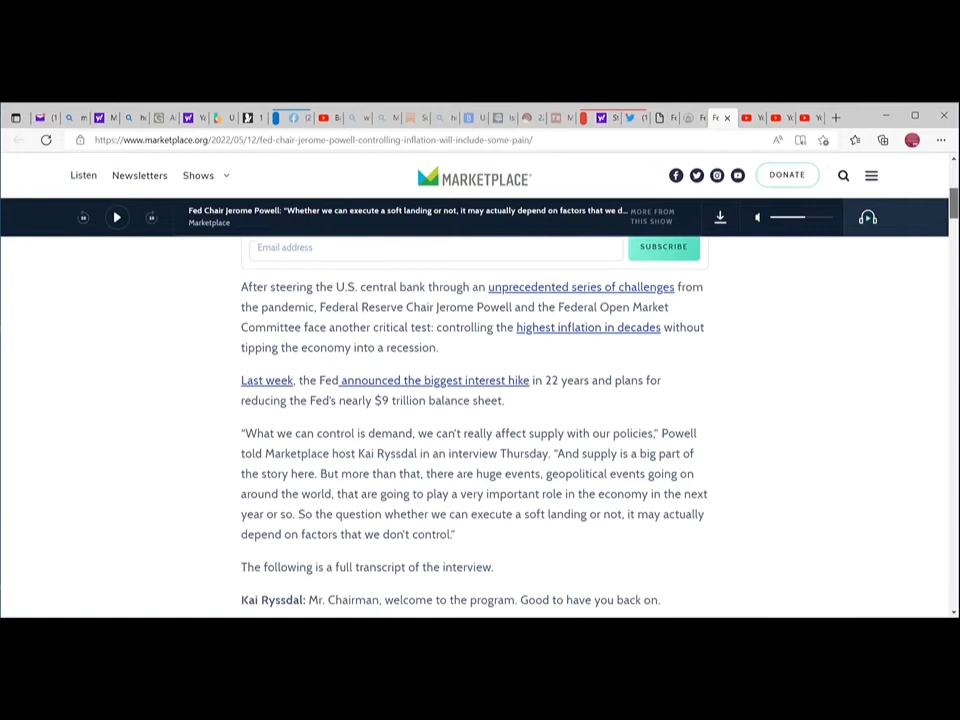 https://www.marketplace.org/2022/05/12/fed-chair-jerome-powell-controlling-inflation-will-include-some-pain/
Listen Newsletters Shows MARKETPLACE® DONATE
Fed Chair Jerome Powell: "Whether we can execute a soft landing or not, it may actually depend on factors that we d...
Marketplace
MORE FROM
THIS SHOW
Email address SUBSCRIBE
After steering the U.S. central bank through an unprecedented series of challenges from
the pandemic, Federal Reserve Chair Jerome Powell and the Federal Open Market
Committee face another critical test: controlling the highest inflation in decades without
tipping the economy into a recession.
Last week, the Fed announced the biggest interest hike in 22 years and plans for
reducing the Fed's nearly $9 trillion balance sheet.
"What we can control is demand, we can't really affect supply with our policies," Powell
told Marketplace host Kai Ryssdal in an interview Thursday. "And supply is a big part of
the story here. But more than that, there are huge events, geopolitical events going on
around the world, that are going to play a very important role in the economy in the next
year or so. So the question whether we can execute a soft landing or not, it may actually
depend on factors that we don't control."
The following is a full transcript of the interview.
Kai Ryssdal: Mr. Chairman, welcome to the program. Good to have you back on.